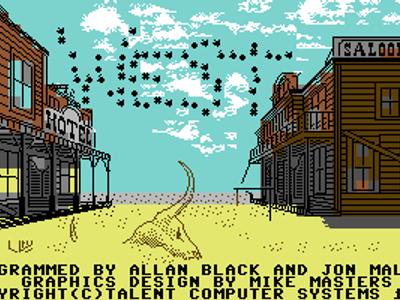 SALOO
HOTEL
GRAMMED BY ALLAN BLACK AND JON MAL
GRAPHICS DESIGN BY MIKE MASTERS
YRIGHT(C)TALENT COMPUTER SYSTEMS